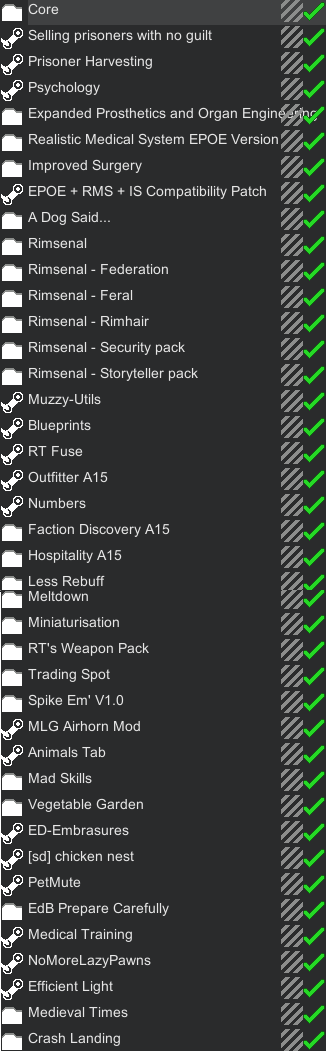 Core
Selling prisoners with no guilt
Prisoner Harvesting
Psychology
Expanded Prosthetics and Organ Engineering
Realistic Medical System EPOE Version
Improved Surgery
EPOE + RMS + IS Compatibility Patch
A Dog Said...
Rimsenal
Rimsenal - Federation
Rimsenal - Feral
Rimsenal - Rimhair
Rimsenal - Security pack
Rimsenal - Storyteller pack
Muzzy-Utils
Blueprints
RT Fuse
Outfitter A15
Numbers
Faction Discovery A15
Hospitality A15
Less Rebuff
Meltdown
Miniaturisation
RT's Weapon Pack
Trading Spot
Spike Em' V1.0
MLG Airhorn Mod
Animals Tab
Mad Skills
Vegetable Garden
ED-Embrasures
[sd] chicken nest
PetMute
EdB Prepare Carefully
Medical Training
NoMoreLazyPawns
Efficient Light
Medieval Times
Crash Landing